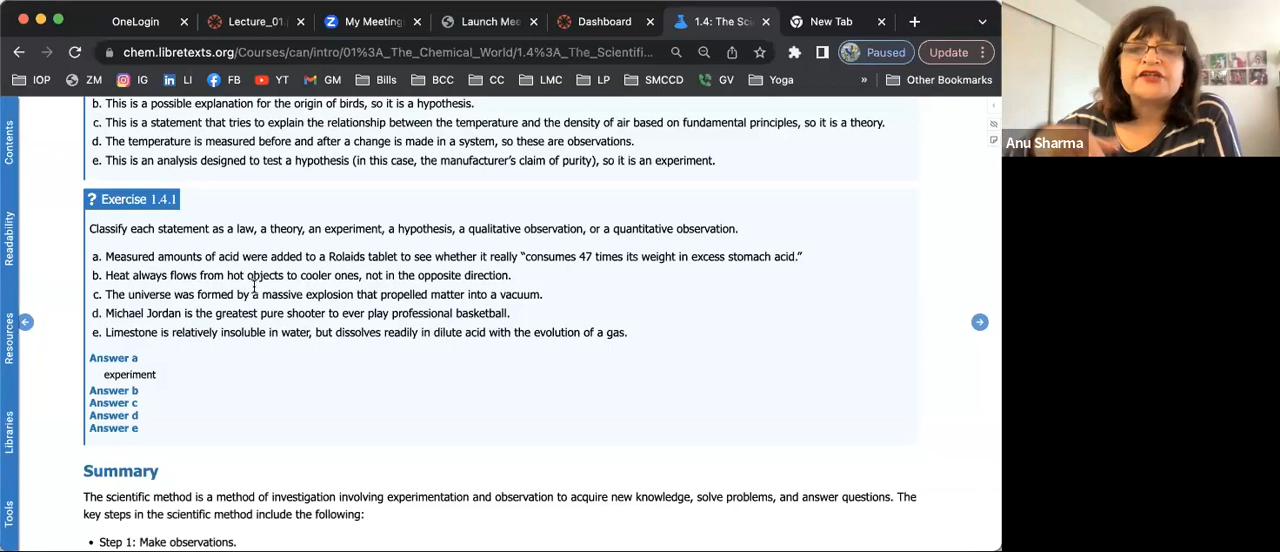 OneLogin
Lecture_01.
My Meeting
Launch Mee
Dashboard
1.4: The Sci
New Tab
chem.libretexts.org/Courses/can/intro/01%3A_The_Chemical_World/1.4%3A_The_Scientifi...
Paused
Update
IOP
ZM
IG
LI
FB
YT
GM
Bills
BCC
CC
LMC
LP
SMCCD
GV
Yoga
»
Other Bookmarks
Contents
Readability
Resources
Libraries
Tools
b. This is a possible explanation for the origin of birds, so it is a hypothesis.
c. This is a statement that tries to explain the relationship between the temperature and the density of air based on fundamental principles, so it is a theory.
d. The temperature is measured before and after a change is made in a system, so these are observations.
e. This is an analysis designed to test a hypothesis (in this case, the manufacturer's claim of purity), so it is an experiment.
? Exercise 1.4.1
Classify each statement as a law, a theory, an experiment, a hypothesis, a qualitative observation, or a quantitative observation.
a. Measured amounts of acid were added to a Rolaids tablet to see whether it really “consumes 47 times its weight in excess stomach acid.”
b. Heat always flows from hot objects to cooler ones, not in the opposite direction.
c. The universe was formed by a massive explosion that propelled matter into a vacuum.
d. Michael Jordan is the greatest pure shooter to ever play professional basketball.
e. Limestone is relatively insoluble in water, but dissolves readily in dilute acid with the evolution of a gas.
Answer a
experiment
Answer b
Answer c
Answer d
Answer e
Summary
The scientific method is a method of investigation involving experimentation and observation to acquire new knowledge, solve problems, and answer questions. The
key steps in the scientific method include the following:
• Step 1: Make observations.
Anu Sharma